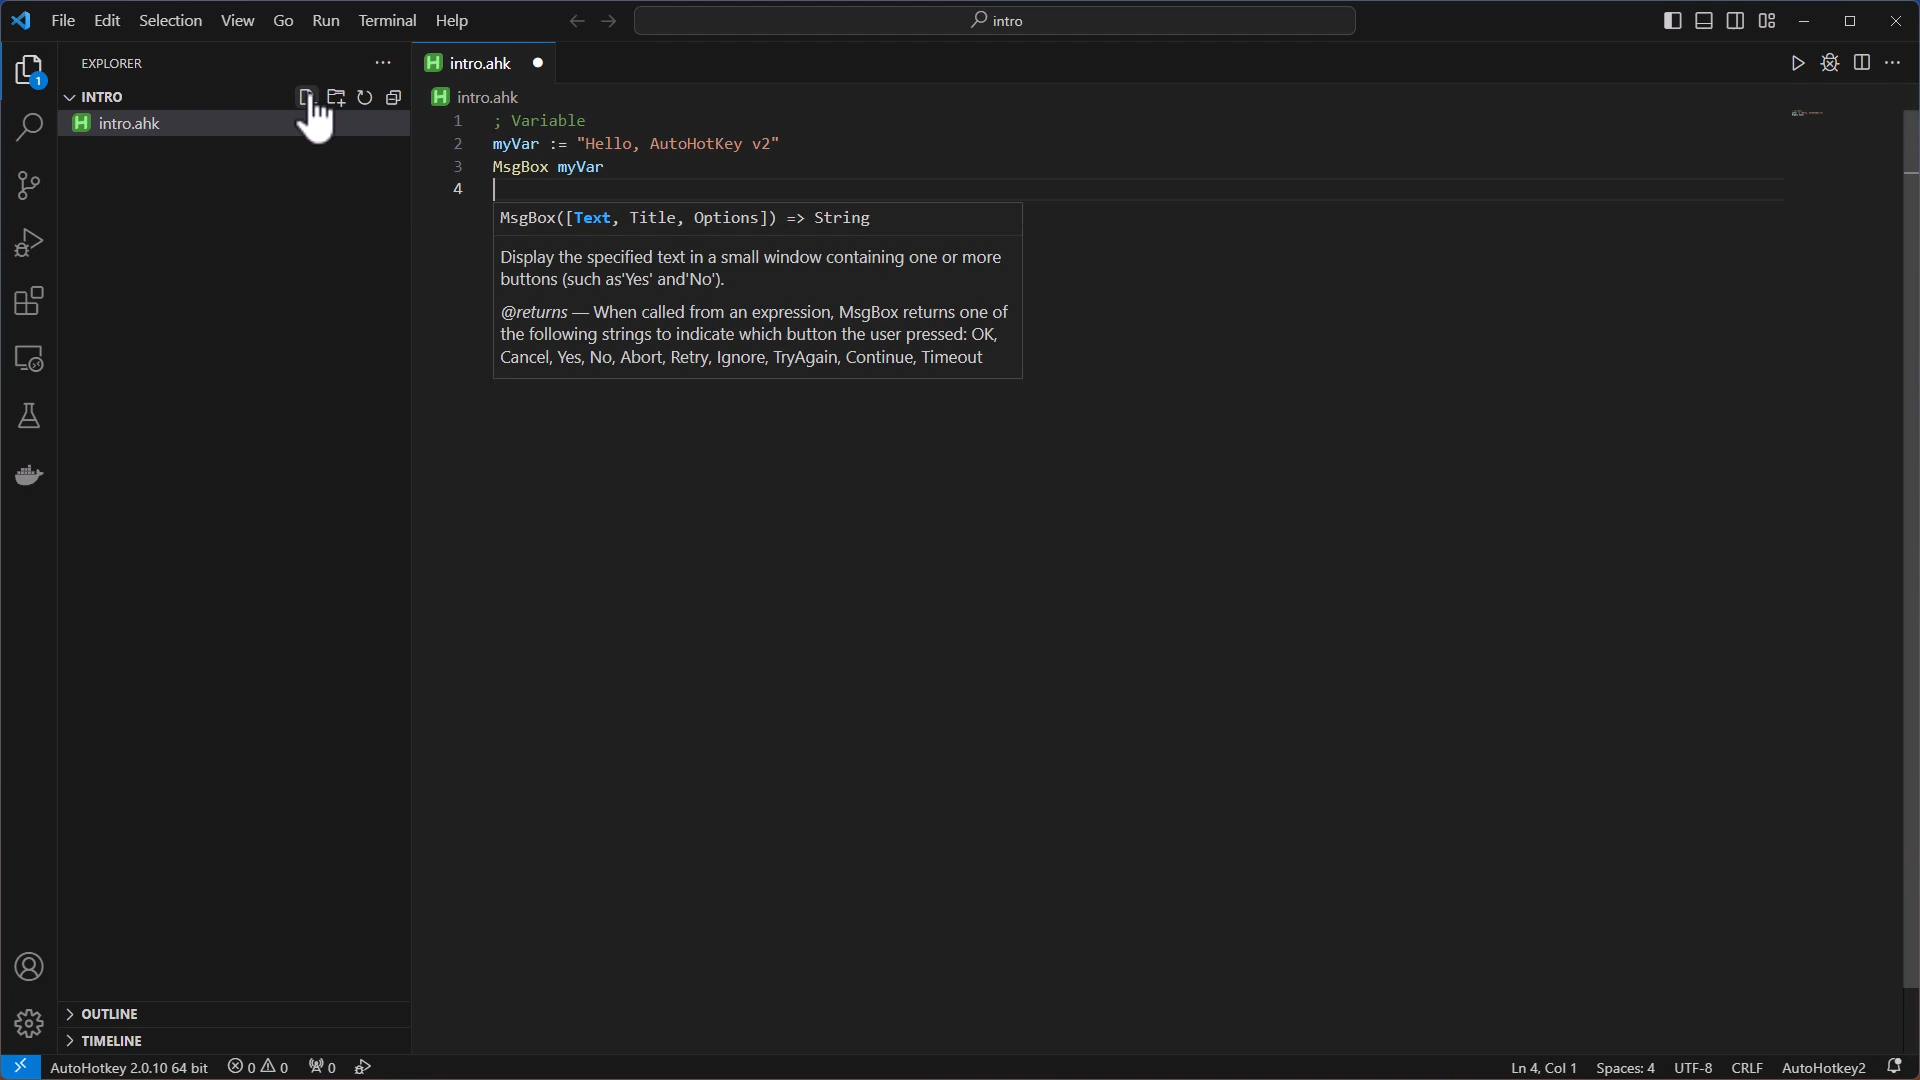 File Edit Selection View Go Run Terminal Help
intro
EXPLORER
INTRO
intro.ahk
1
intro.ahk
intro.ahk
1 ; Variable
2 myVar := "Hello, AutoHotKey v2"
3 MsgBox myVar
4
MsgBox([Text, Title, Options]) => String
Display the specified text in a small window containing one or more
buttons (such as'Yes' and'No').
@returns — When called from an expression, MsgBox returns one of
the following strings to indicate which button the user pressed: OK,
Cancel, Yes, No, Abort, Retry, Ignore, TryAgain, Continue, Timeout
OUTLINE
TIMELINE
AutoHotkey 2.0.10 64 bit 0 0 0 Ln 4, Col 1 Spaces: 4 UTF-8 CRLF AutoHotkey2